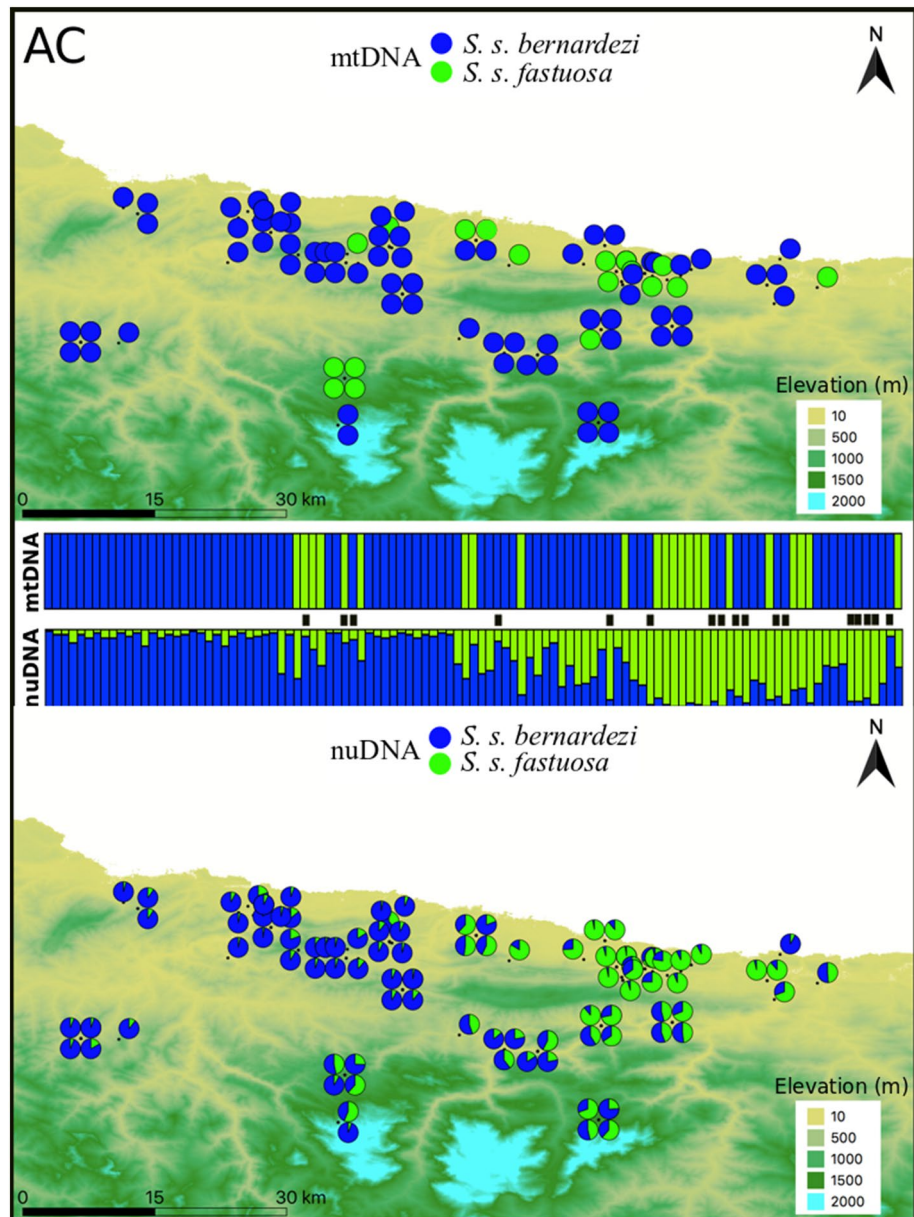 AC
mtDNA S. s. bernardezi
S. s. fastuosa
N
Elevation (m)
10
500
1000
1500
2000
0 15 30 km
mtDNA
nuDNA
nuDNA S. s. bernardezi
S. s. fastuosa
N
Elevation (m)
10
500
1000
1500
2000
0 15 30 km